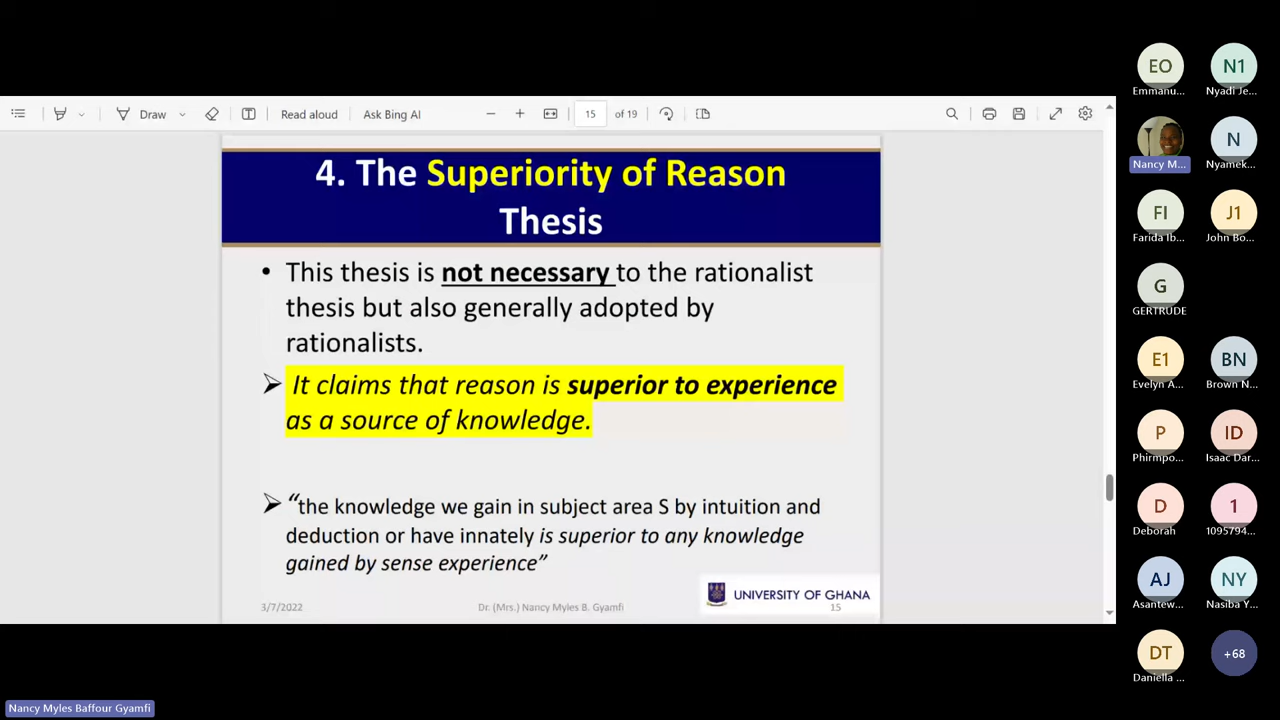 Read aloud
Ask Bing AI
Draw
15
of 19
4. The Superiority of Reason
Thesis
• This thesis is not necessary to the rationalist
thesis but also generally adopted by
rationalists.
➢ It claims that reason is superior to experience
as a source of knowledge.
➢ “the knowledge we gain in subject area S by intuition and
deduction or have innately is superior to any knowledge
gained by sense experience”
UNIVERSITY OF GHANA
3/7/2022
Dr. (Mrs.) Nancy Myles B. Gyamfi
15
EO
Emmanu...
N1
Nyadi Je...
Nancy M...
N
Nyamek...
FI
Farida Ib...
J1
John Bo...
G
GERTRUDE
E1
Evelyn A...
BN
Brown N...
P
Phirmpo...
ID
Isaac Dar...
D
Deborah
1
1095794...
AJ
Asantew...
NY
Nasiba Y...
DT
Daniella ...
+68
Nancy Myles Baffour Gyamfi